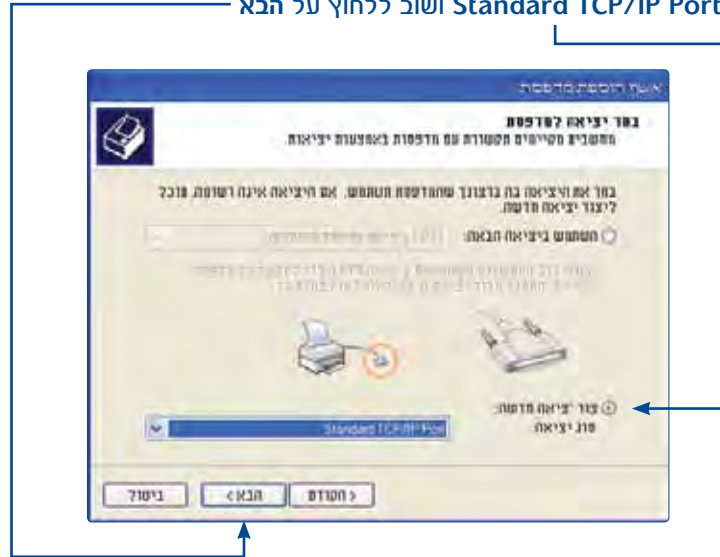 Standard TCP/IP Port ושוב ללחוץ על הבא
אשף הוספת מדפסת
בחר יציאה למדפסת
מחשבים מקיימים תקשורת עם מדפסות באמצעות יציאות.
בחר את היציאה בה ברצונך שהמדפסת תשתמש. אם היציאה אינה רשומה, תוכל
ליצור יציאה חדשה.
השתמש ביציאה הבאה:
צור יציאה חדשה:
סוג יציאה:
Standard TCP/IP Port
< הקודם
הבא >
ביטול